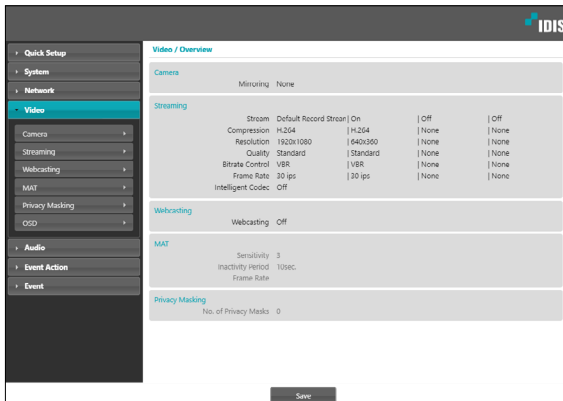 IDIS
Quick Setup
System
Network
Video
Camera
Streaming
Webcasting
MAT
Privacy Masking
OSD
Audio
Event Action
Event
Video / Overview
Camera
Mirroring None
Streaming
Stream Default Record Stream | On | Off | Off
Compression H.264 | H.264 | None | None
Resolution 1920x1080 | 640x360 | None | None
Quality Standard | Standard | None | None
Bitrate Control VBR | VBR | None | None
Frame Rate 30 ips | 30 ips | None | None
Intelligent Codec Off
Webcasting
Webcasting Off
MAT
Sensitivity 3
Inactivity Period 10sec.
Frame Rate
Privacy Masking
No. of Privacy Masks 0
Save